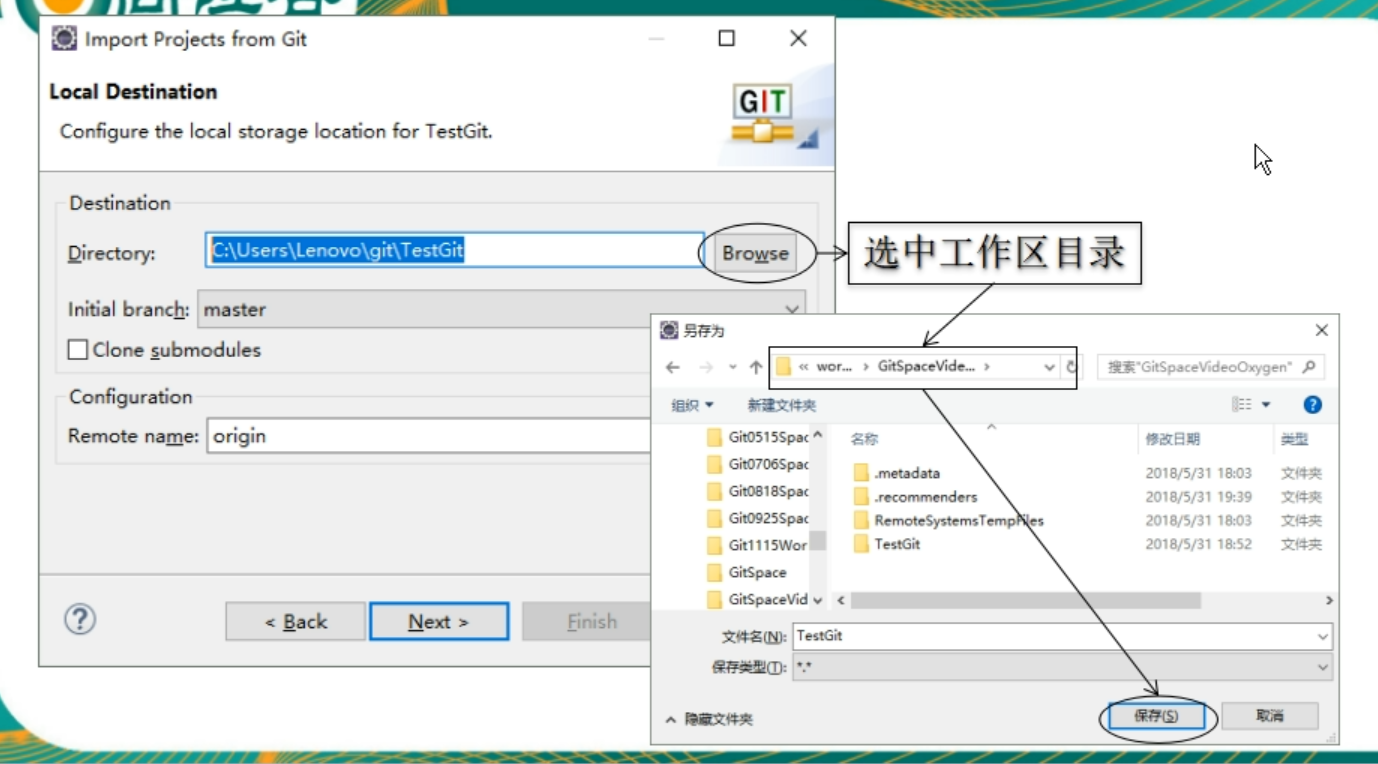 Import Projects from Git
Local Destination
Configure the local storage location for TestGit.
GIT
Destination
Directory:
C:\Users\Lenovo\git\TestGit
Browse
选中工作区目录
Initial branch:
master
Clone submodules
Configuration
Remote name:
origin
< Back
Next >
Finish
另存为
« wor... › GitSpaceVide... ›
搜索"GitSpaceVideoOxygen"
组织
新建文件夹
Git0515Spac
Git0706Spac
Git0818Spac
Git0925Spac
Git1115Wor
GitSpace
GitSpaceVid
名称 修改日期 类型
.metadata 2018/5/31 18:03 文件夹
.recommenders 2018/5/31 19:39 文件夹
RemoteSystemsTempFiles 2018/5/31 18:03 文件夹
TestGit 2018/5/31 18:52 文件夹
文件名(N):
TestGit
保存类型(T):
*.*
隐藏文件夹
保存(S)
取消